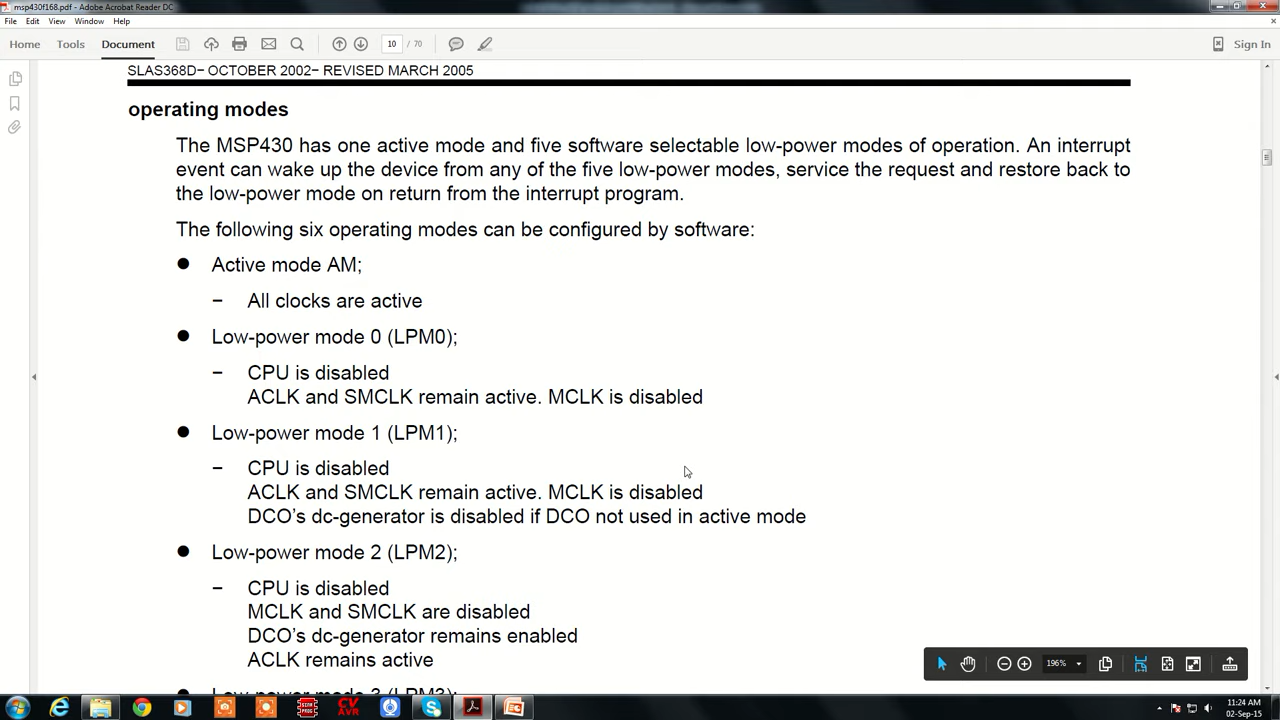 msp430f168.pdf - Adobe Acrobat Reader DC
File Edit View Window Help
Home Tools Document 10 / 70 Sign In
SLAS368D− OCTOBER 2002− REVISED MARCH 2005
operating modes
The MSP430 has one active mode and five software selectable low-power modes of operation. An interrupt
event can wake up the device from any of the five low-power modes, service the request and restore back to
the low-power mode on return from the interrupt program.
The following six operating modes can be configured by software:
● Active mode AM;
− All clocks are active
● Low-power mode 0 (LPM0);
− CPU is disabled
ACLK and SMCLK remain active. MCLK is disabled
● Low-power mode 1 (LPM1);
− CPU is disabled
ACLK and SMCLK remain active. MCLK is disabled
DCO's dc-generator is disabled if DCO not used in active mode
● Low-power mode 2 (LPM2);
− CPU is disabled
MCLK and SMCLK are disabled
DCO's dc-generator remains enabled
ACLK remains active
● Low-power mode 3 (LPM3);
196%
CV
AVR
11:24 AM
02-Sep-15